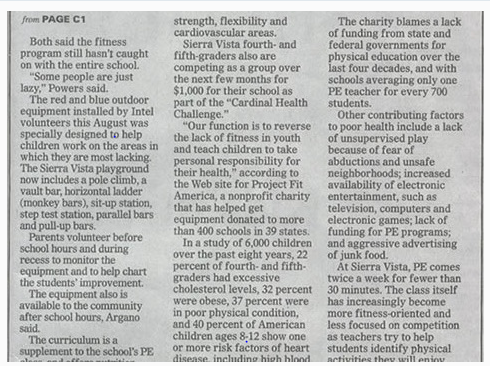 from PAGE C1
Both said the fitness
program still hasn't caught
on with the entire school.
"Some people are just
lazy," Powers said.
The red and blue outdoor
equipment installed by Intel
volunteers this August was
specially designed to help
children work on the areas in
which they are most lacking.
The Sierra Vista playground
now includes a pole climb, a
vault bar, horizontal ladder
(monkey bars), sit-up station,
step test station, parallel bars
and pull-up bars.
Parents volunteer before
school hours and during
recess to monitor the
equipment and to help chart
the students' improvement.
The equipment also is
available to the community
after school hours, Argano
said.
The curriculum is a
supplement to the school's PE
strength, flexibility and
cardiovascular areas.
Sierra Vista fourth- and
fifth-graders also are
competing as a group over
the next few months for
$1,000 for their school as
part of the "Cardinal Health
Challenge."
"Our function is to reverse
the lack of fitness in youth
and teach children to take
personal responsibility for
their health," according to
the Web site for Project Fit
America, a nonprofit charity
that has helped get
equipment donated to more
than 400 schools in 39 states.
In a study of 6,000 children
over the past eight years, 22
percent of fourth- and fifth-
graders had excessive
cholesterol levels, 32 percent
were obese, 37 percent were
in poor physical condition,
and 40 percent of American
children ages 8-12 show one
or more risk factors of heart
disease, including high blood
The charity blames a lack
of funding from state and
federal governments for
physical education over the
last four decades, and with
schools averaging only one
PE teacher for every 700
students.
Other contributing factors
to poor health include a lack
of unsupervised play
because of fear of
abductions and unsafe
neighborhoods; increased
availability of electronic
entertainment, such as
television, computers and
electronic games; lack of
funding for PE programs;
and aggressive advertising
of junk food.
At Sierra Vista, PE comes
twice a week for fewer than
30 minutes. The class itself
has increasingly become
more fitness-oriented and
less focused on competition
as teachers try to help
students identify physical
activities they will enjoy